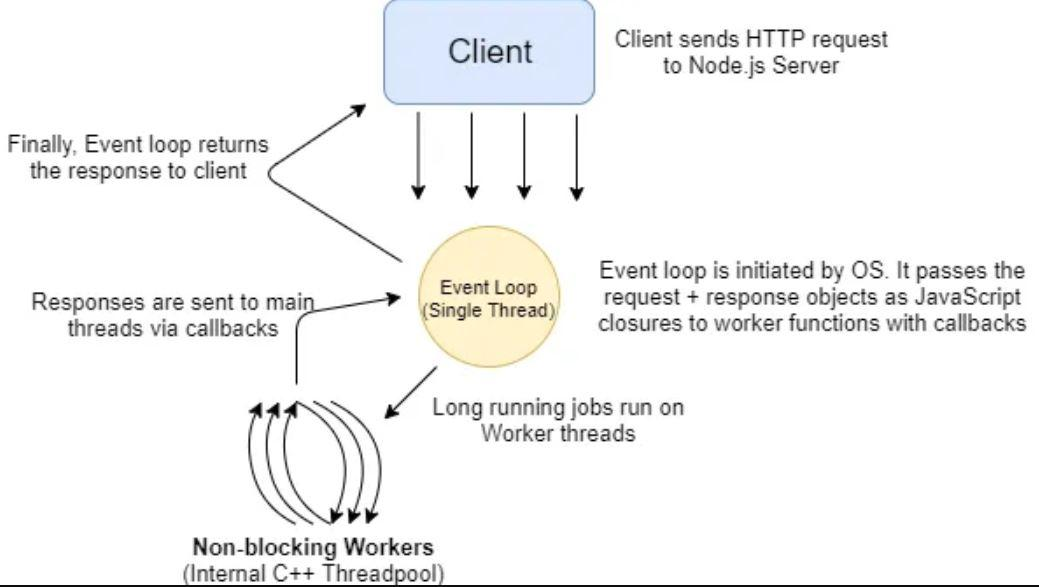 Client
Client sends HTTP request
to Node.js Server
Finally, Event loop returns
the response to client
Event Loop
(Single Thread)
Event loop is initiated by OS. It passes the
request + response objects as JavaScript
closures to worker functions with callbacks
Responses are sent to main
threads via callbacks
Long running jobs run on
Worker threads
Non-blocking Workers
(Internal C++ Threadpool)